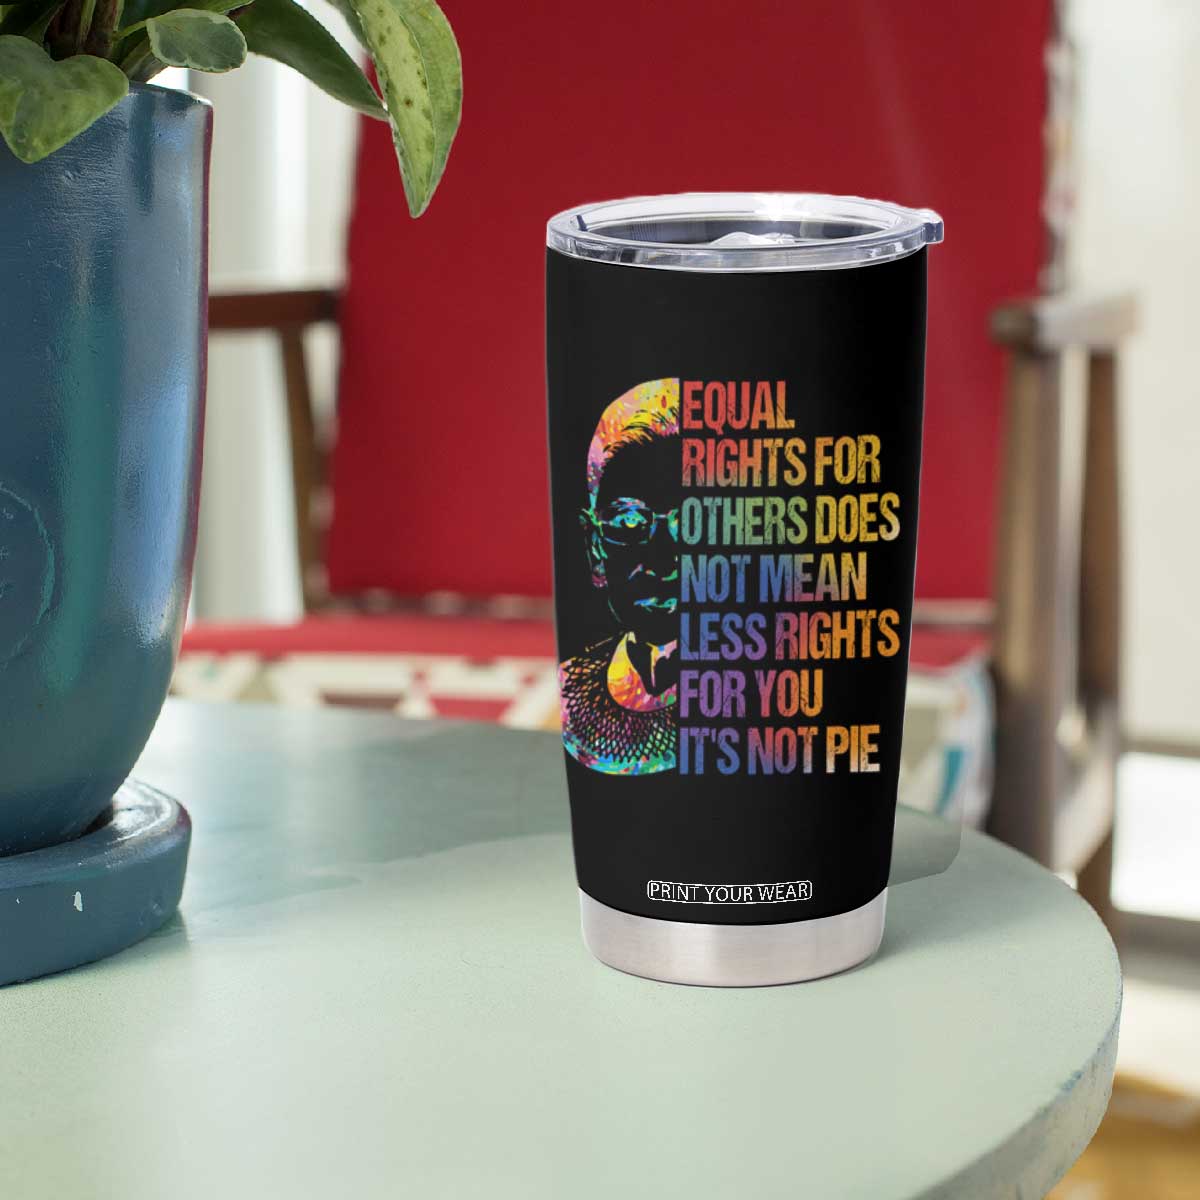 EQUAL
RIGHTS FOR
OTHERS DOES
NOT MEAN
LESS RIGHTS
FOR YOU
IT'S NOT PIE
PRINT YOUR WEAR